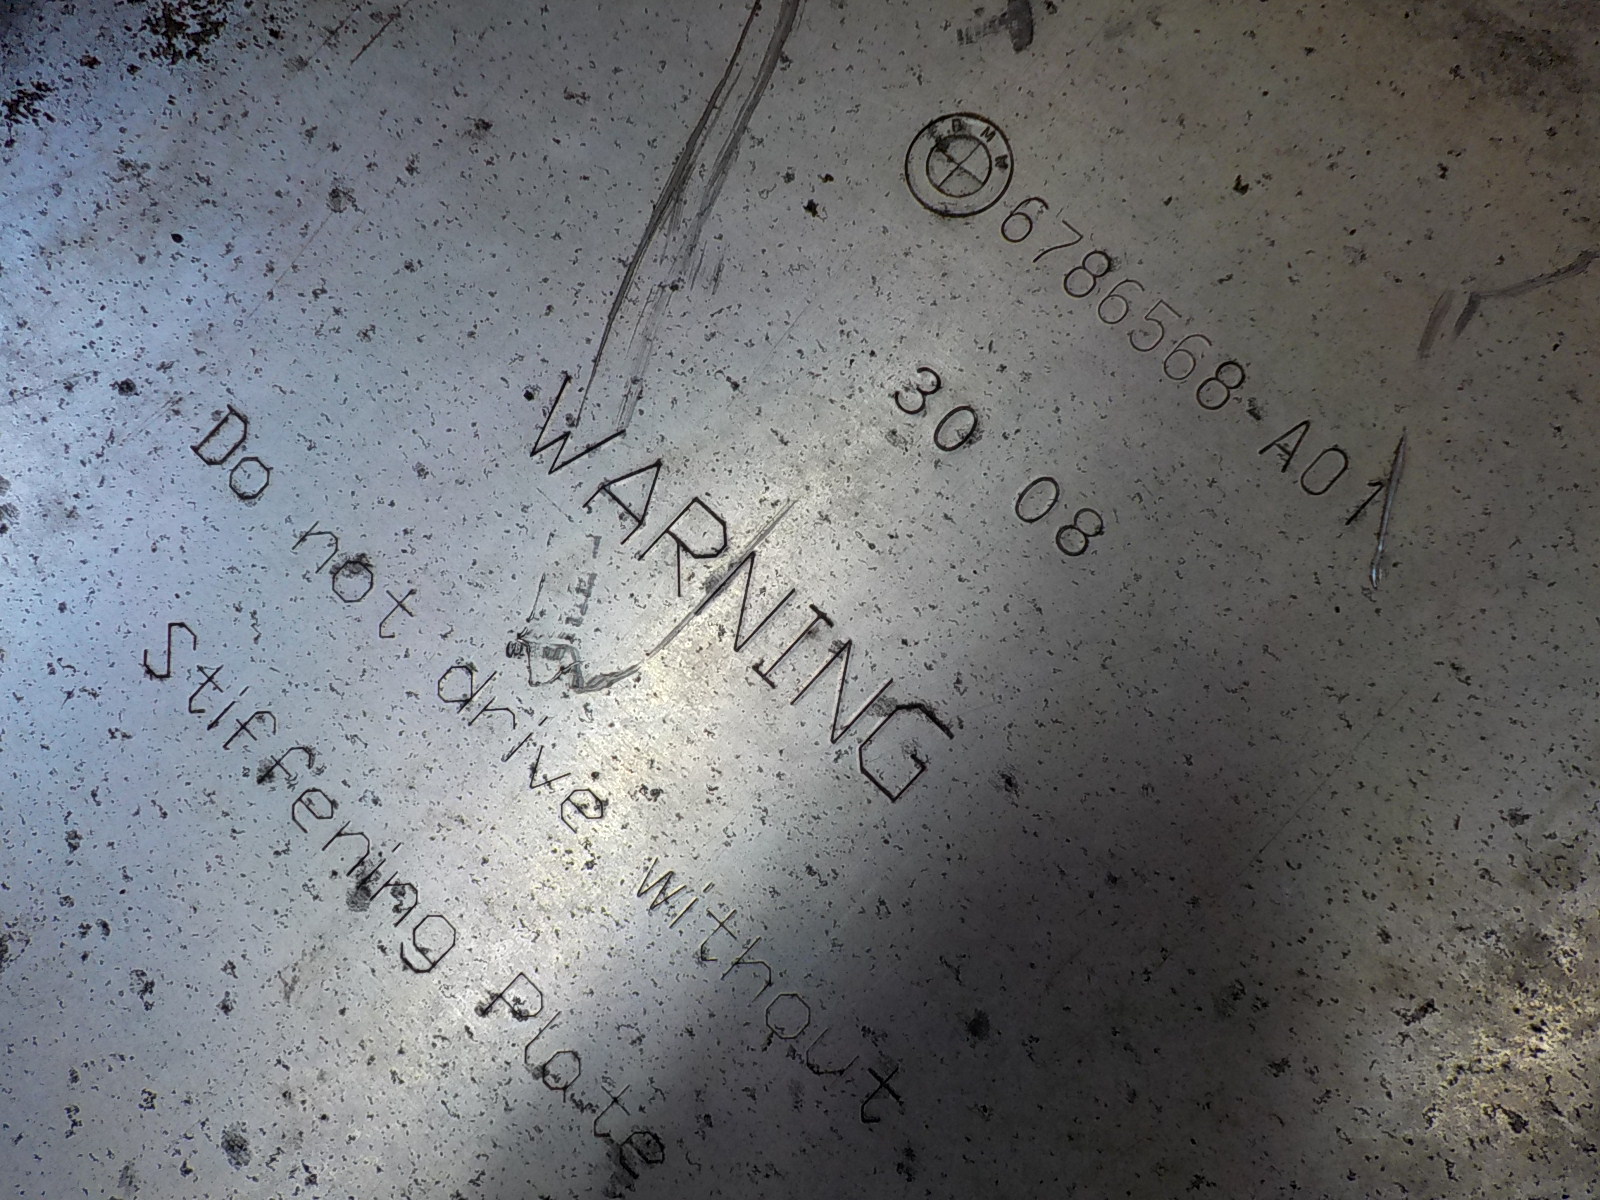 BMW
6786568-A01
30 08
WARNING
Do not drive without
Stiffening Plate